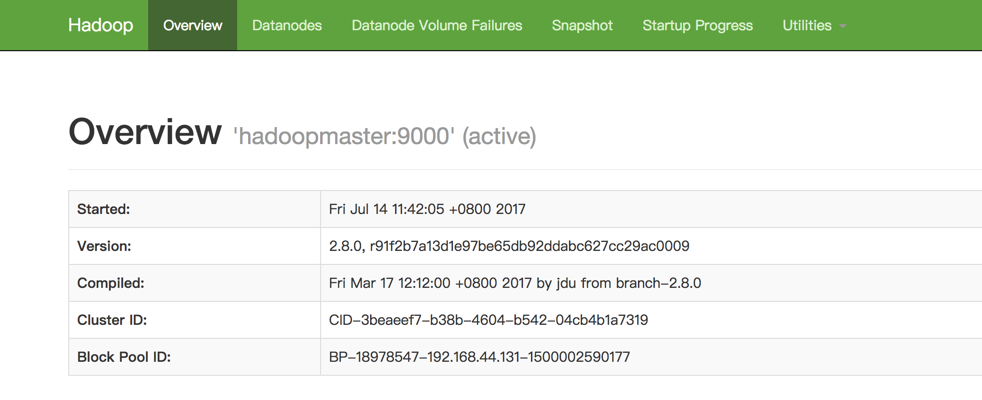 Hadoop Overview Datanodes Datanode Volume Failures Snapshot Startup Progress Utilities
Overview 'hadoopmaster:9000' (active)
Started: Fri Jul 14 11:42:05 +0800 2017
Version: 2.8.0, r91f2b7a13d1e97be65db92ddabc627cc29ac0009
Compiled: Fri Mar 17 12:12:00 +0800 2017 by jdu from branch-2.8.0
Cluster ID: CID-3beaeef7-b38b-4604-b542-04cb4b1a7319
Block Pool ID: BP-18978547-192.168.44.131-1500002590177